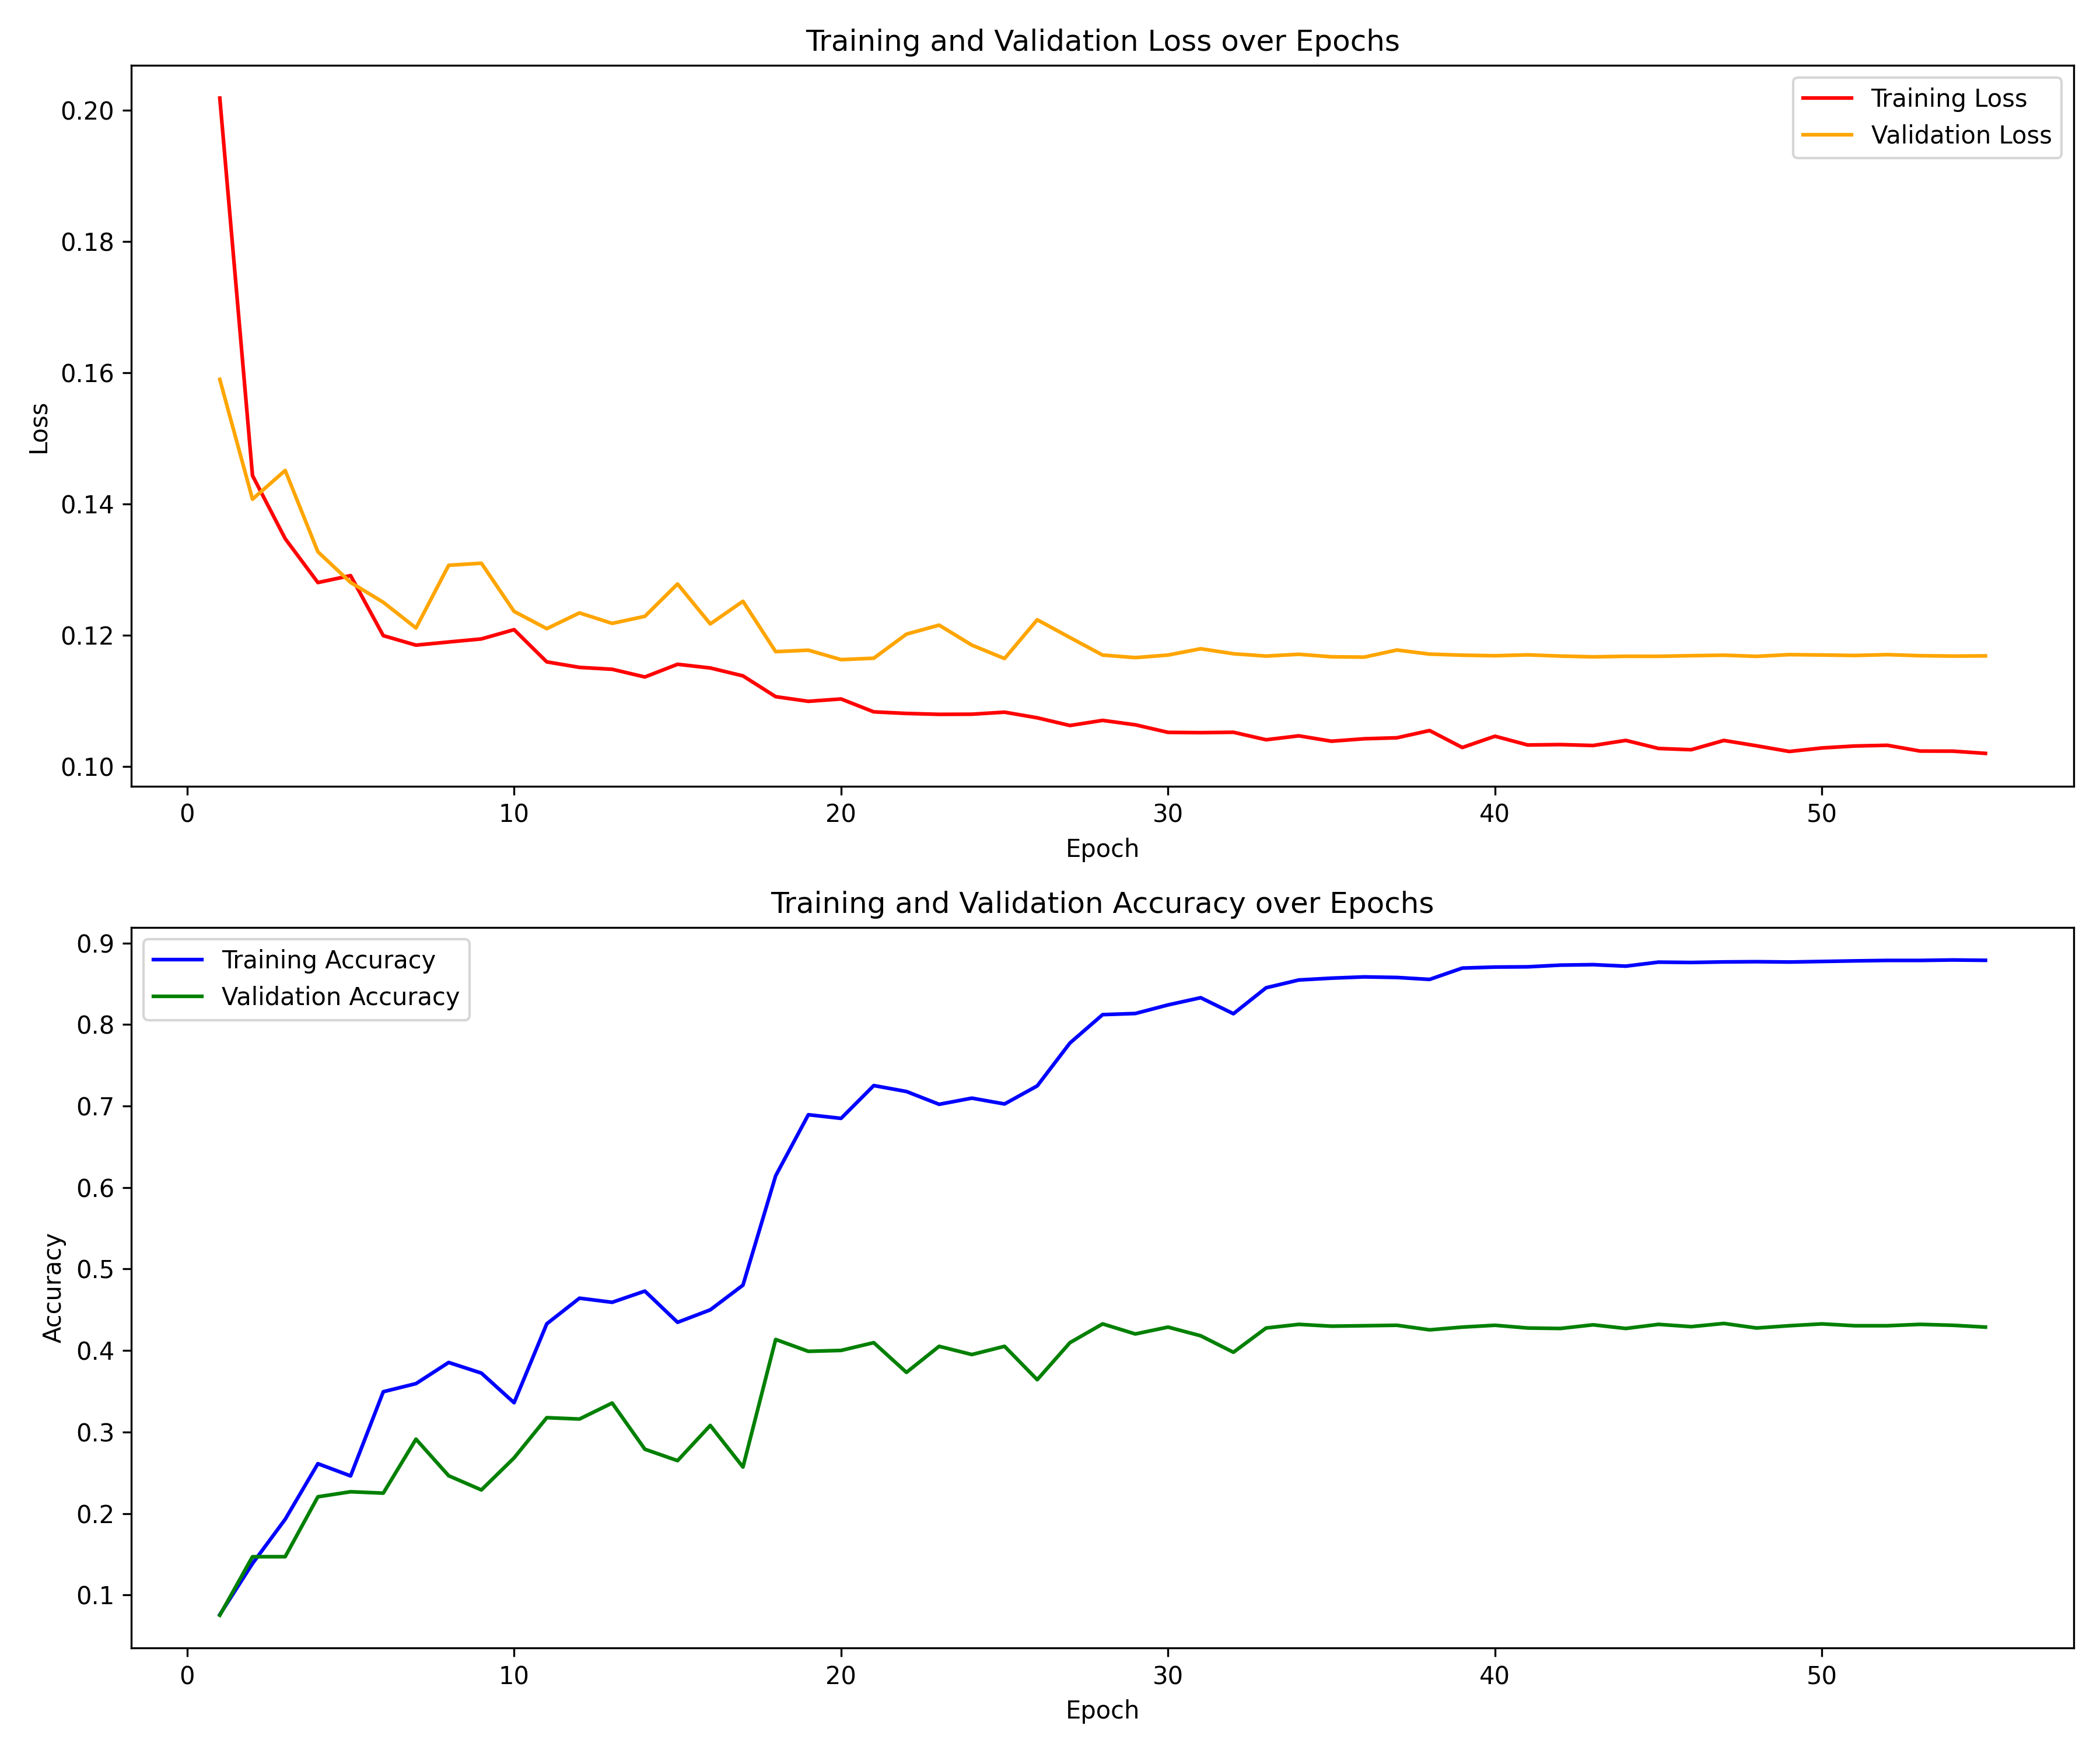 Training and Validation Loss over Epochs
Training Loss
Validation Loss
0.20
0.18
0.16
0.14
0.12
0.10
Loss
0 10 20 30 40 50
Epoch
Training and Validation Accuracy over Epochs
Training Accuracy
Validation Accuracy
0.9
0.8
0.7
0.6
0.5
0.4
0.3
0.2
0.1
Accuracy
0 10 20 30 40 50
Epoch